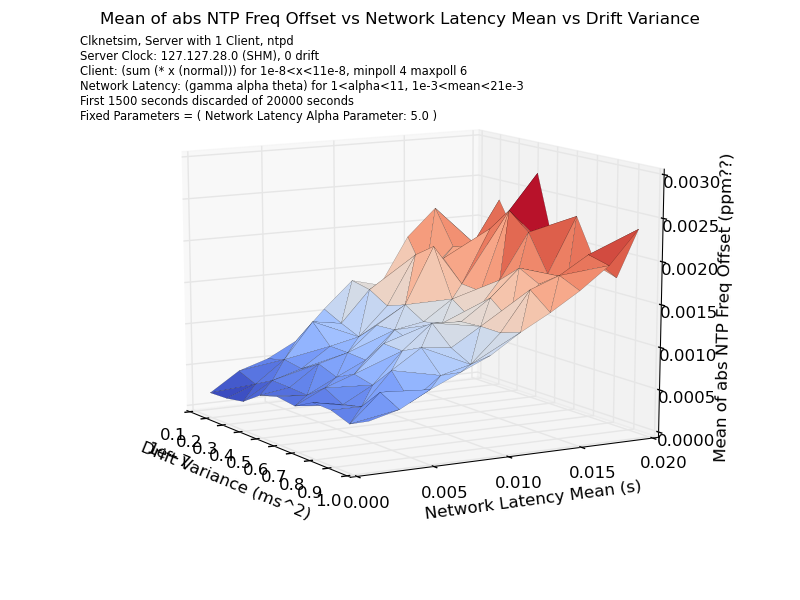 Mean of abs NTP Freq Offset vs Network Latency Mean vs Drift Variance
Clknetsim, Server with 1 Client, ntpd
Server Clock: 127.127.28.0 (SHM), 0 drift
Client: (sum (* x (normal))) for 1e-8<x<11e-8, minpoll 4 maxpoll 6
Network Latency: (gamma alpha theta) for 1<alpha<11, 1e-3<mean<21e-3
First 1500 seconds discarded of 20000 seconds
Fixed Parameters = ( Network Latency Alpha Parameter: 5.0 )
0.0030
0.0025
0.0020
0.0015
0.0010
0.0005
0.0000
Mean of abs NTP Freq Offset (ppm??)
0.1
0.2
0.3
0.4
0.5
0.6
0.7
0.8
0.9
1.0
Drift Variance (ms^2)
0.000
0.005
0.010
0.015
0.020
Network Latency Mean (s)